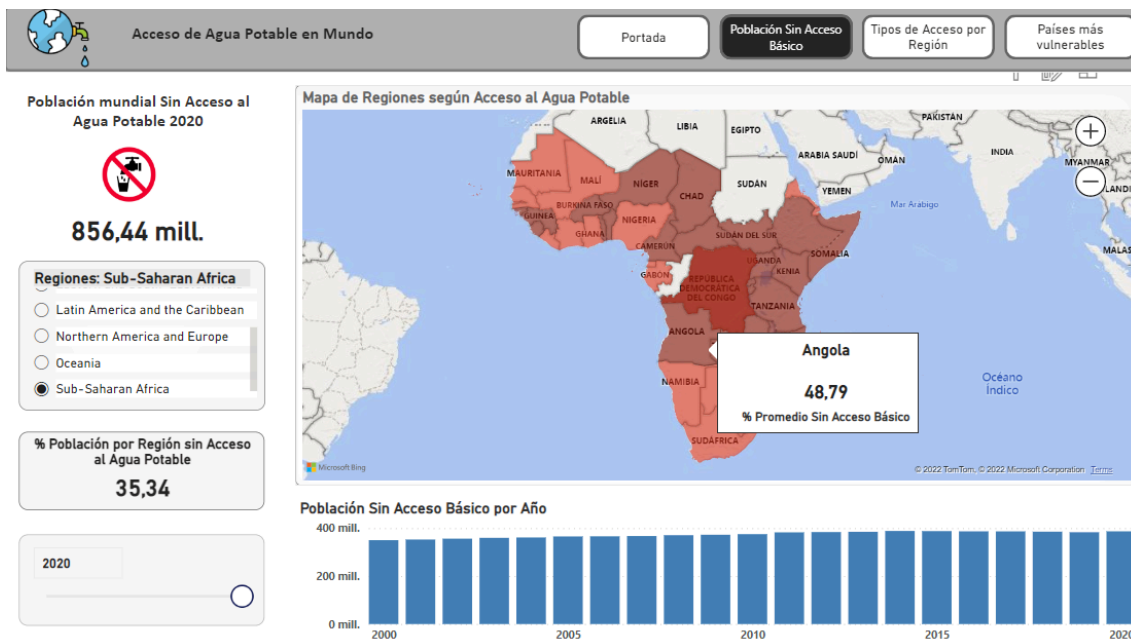 Acceso de Agua Potable en Mundo
Portada
Población Sin Acceso
Básico
Tipos de Acceso por
Región
Países más
vulnerables
Población mundial Sin Acceso al
Agua Potable 2020
856,44 mill.
Regiones: Sub-Saharan Africa
Latin America and the Caribbean
Northern America and Europe
Oceania
Sub-Saharan Africa
% Población por Región sin Acceso
al Agua Potable
35,34
2020
Mapa de Regiones según Acceso al Agua Potable
ARGELIA
LIBIA
EGIPTO
PAKISTÁN
ARABIA SAUDÍ
OMÁN
INDIA
MYANMAR
MAURITANIA
MALÍ
NÍGER
CHAD
SUDÁN
YEMEN
Mar Arábigo
BURKINA FASO
GUINEA
NIGERIA
GHANA
CAMERÚN
SUDÁN DEL SUR
SOMALIA
GABÓN
UGANDA
KENIA
REPÚBLICA
DEMOCRÁTICA
DEL CONGO
TANZANIA
ANGOLA
NAMIBIA
SUDÁFRICA
Angola
48,79
% Promedio Sin Acceso Básico
Océano
Índico
Microsoft Bing
© 2022 TomTom, © 2022 Microsoft Corporation Terms
Población Sin Acceso Básico por Año
400 mill.
200 mill.
0 mill.
2000
2005
2010
2015